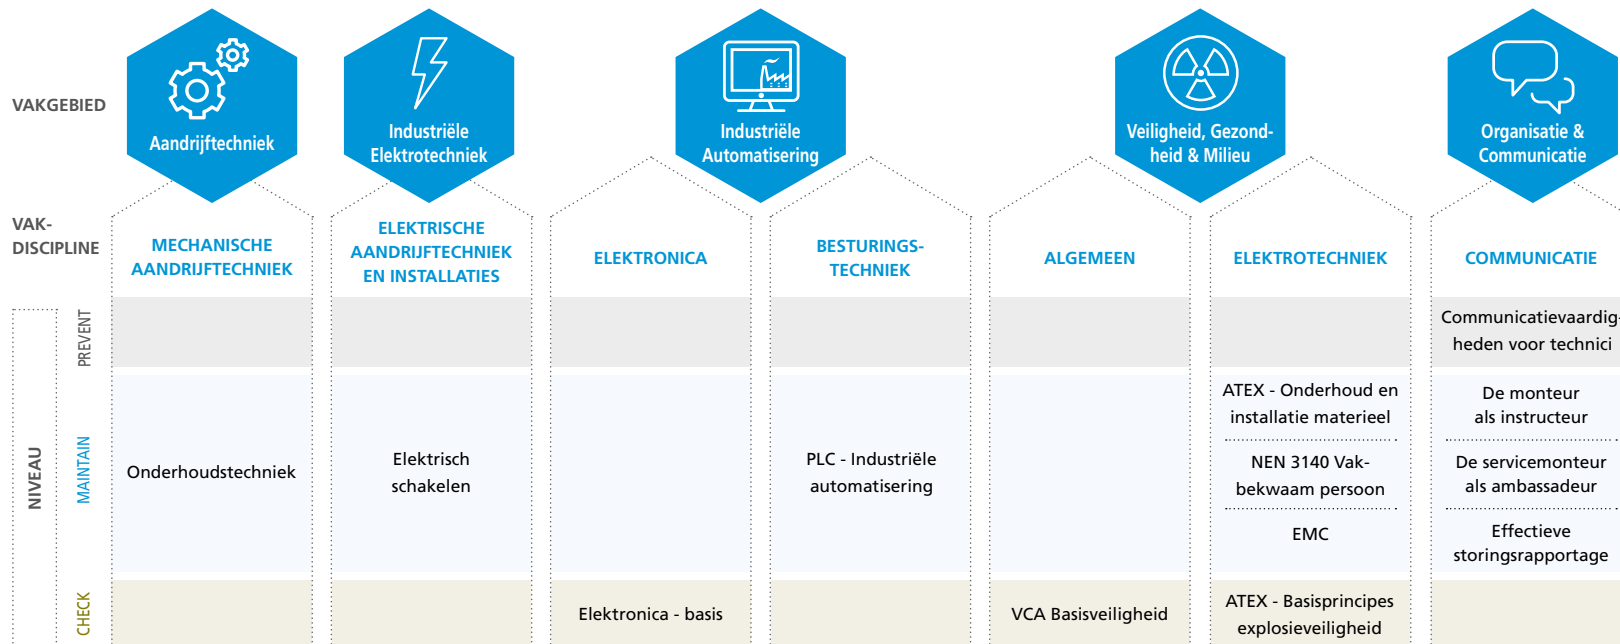 VAKGEBIED
Aandrijftechniek
Industriële
Elektrotechniek
Industriële
Automatisering
Veiligheid, Gezond-
heid & Milieu
Organisatie &
Communicatie
VAK-
DISCIPLINE
MECHANISCHE
AANDRIJFTECHNIEK
ELEKTRISCHE
AANDRIJFTECHNIEK
EN INSTALLATIES
ELEKTRONICA
BESTURINGS-
TECHNIEK
ALGEMEEN
ELEKTROTECHNIEK
COMMUNICATIE
NIVEAU
PREVENT
Communicatievaardig-
heden voor technici
MAINTAIN
Onderhoudstechniek
Elektrisch
schakelen
PLC - Industriële
automatisering
ATEX - Onderhoud en
installatie materieel
NEN 3140 Vak-
bekwaam persoon
EMC
De monteur
als instructeur
De servicemonteur
als ambassadeur
Effectieve
storingsrapportage
CHECK
Elektronica - basis
VCA Basisveiligheid
ATEX - Basisprincipes
explosieveiligheid